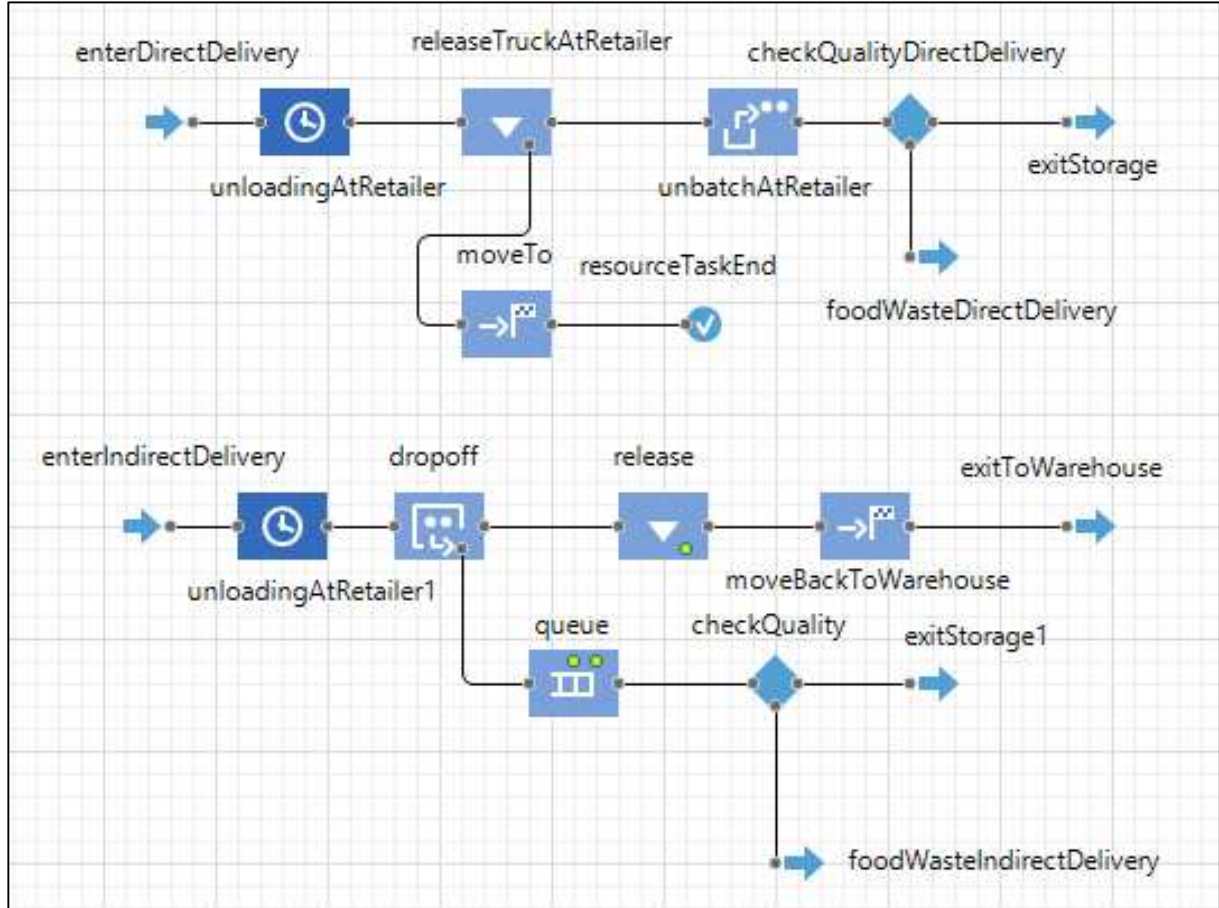 enterDirectDelivery
releaseTruckAtRetailer
checkQualityDirectDelivery
unloadingAtRetailer
unbatchAtRetailer
exitStorage
moveTo
resourceTaskEnd
foodWasteDirectDelivery
enterIndirectDelivery
dropoff
release
exitToWarehouse
unloadingAtRetailer1
moveBackToWarehouse
queue
checkQuality
exitStorage1
foodWasteIndirectDelivery